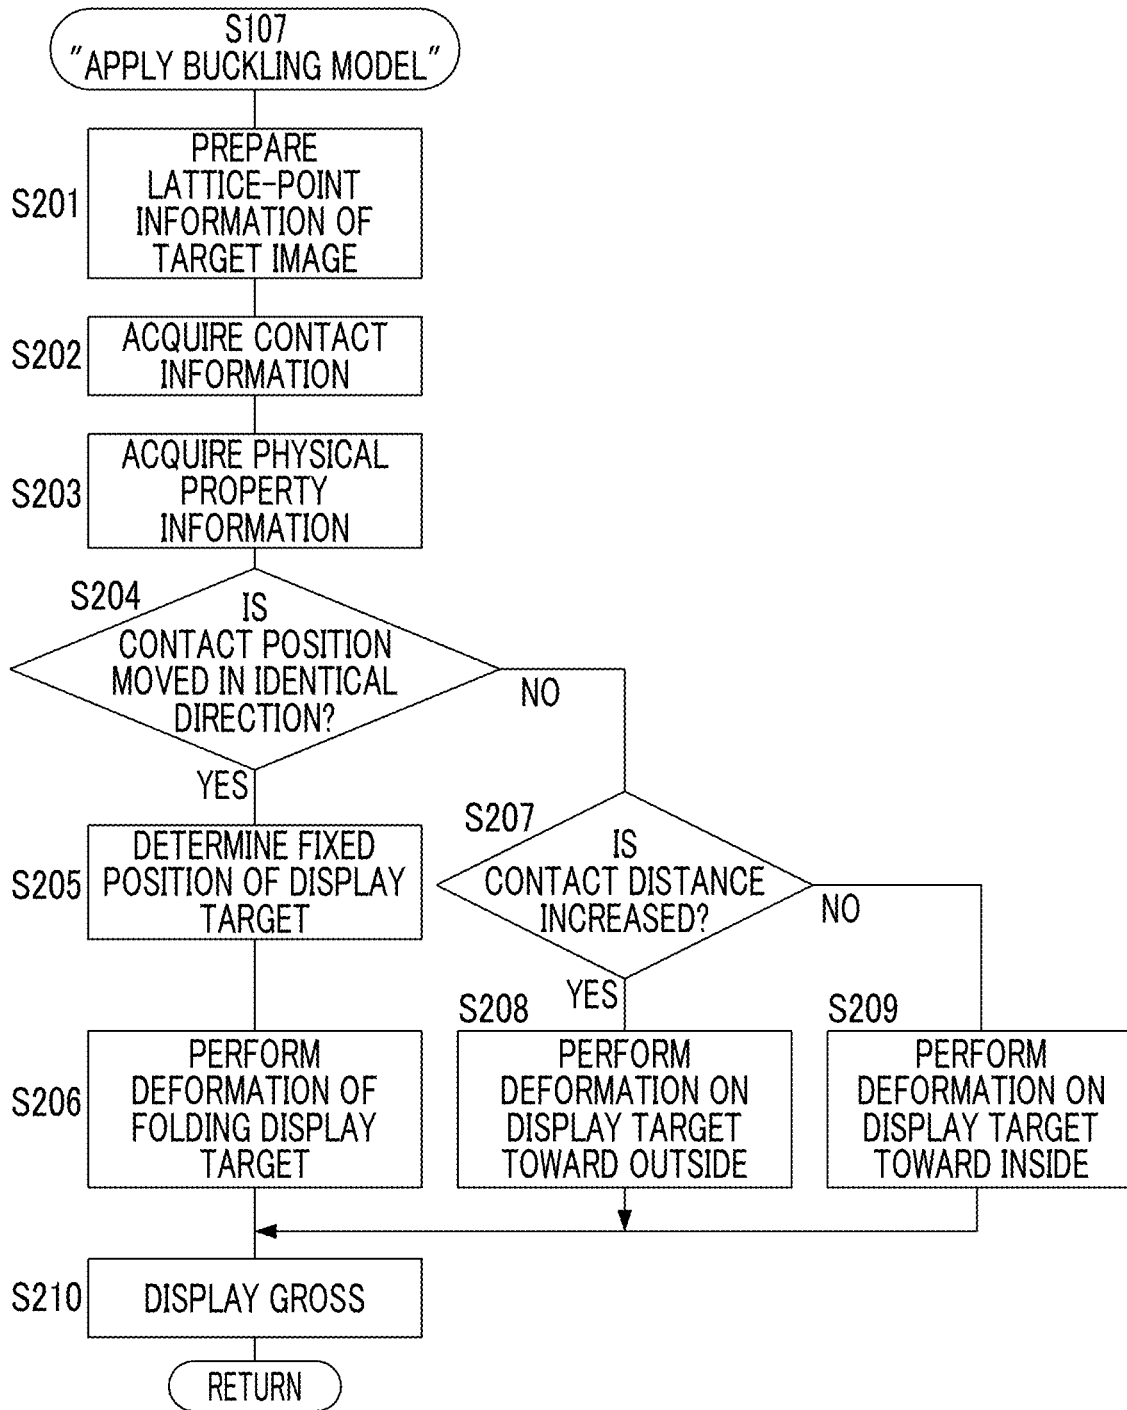 S107
"APPLY BUCKLING MODEL"
S201
PREPARE
LATTICE-POINT
INFORMATION OF
TARGET IMAGE
S202
ACQUIRE CONTACT
INFORMATION
S203
ACQUIRE PHYSICAL
PROPERTY
INFORMATION
S204
IS
CONTACT POSITION
MOVED IN IDENTICAL
DIRECTION?
NO
YES
S205
DETERMINE FIXED
POSITION OF DISPLAY
TARGET
S207
IS
CONTACT DISTANCE
INCREASED?
NO
YES
S206
PERFORM
DEFORMATION OF
FOLDING DISPLAY
TARGET
S208
PERFORM
DEFORMATION ON
DISPLAY TARGET
TOWARD OUTSIDE
S209
PERFORM
DEFORMATION ON
DISPLAY TARGET
TOWARD INSIDE
S210
DISPLAY GROSS
RETURN